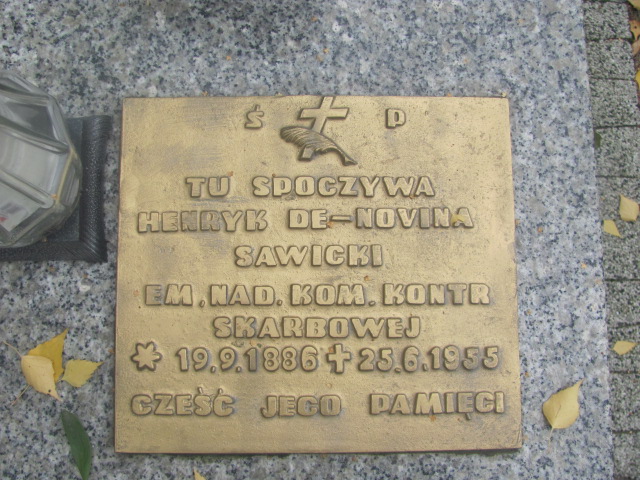 Ś P
TU SPOCZYWA
HENRYK DE-NOVINA
SAWICKI
EM. NAD. KOM. KONTR
SKARBOWEJ
* 19.9.1886 ✝ 25.6.1955
CZEŚĆ JEGO PAMIĘCI